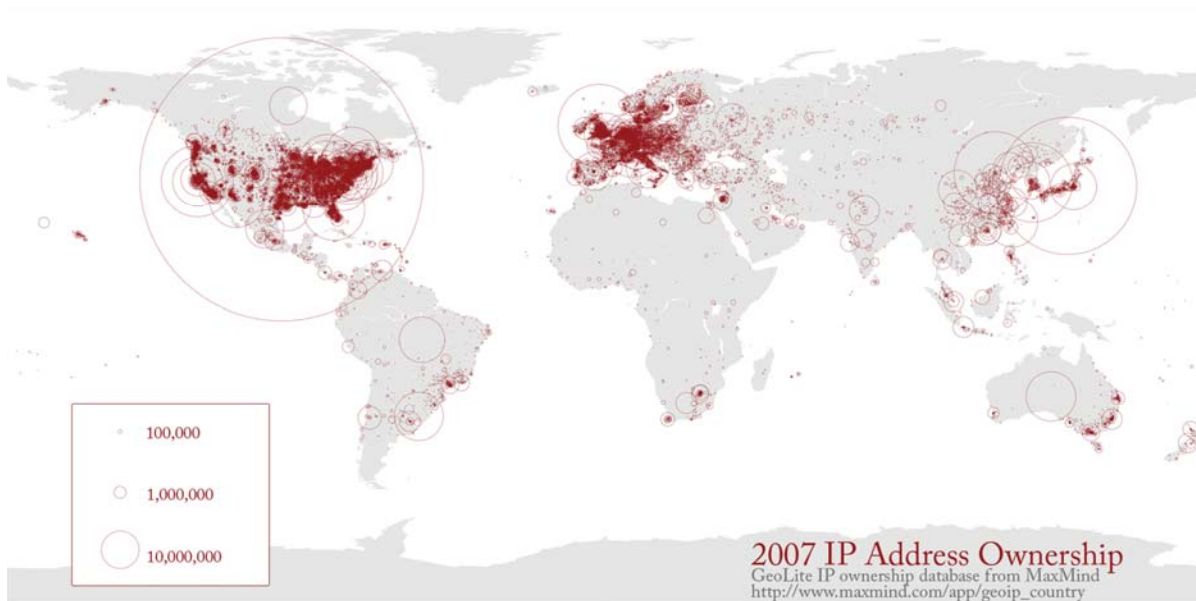 100,000
1,000,000
10,000,000
2007 IP Address Ownership
GeoLite IP ownership database from MaxMind
http://www.maxmind.com/app/geoip_country